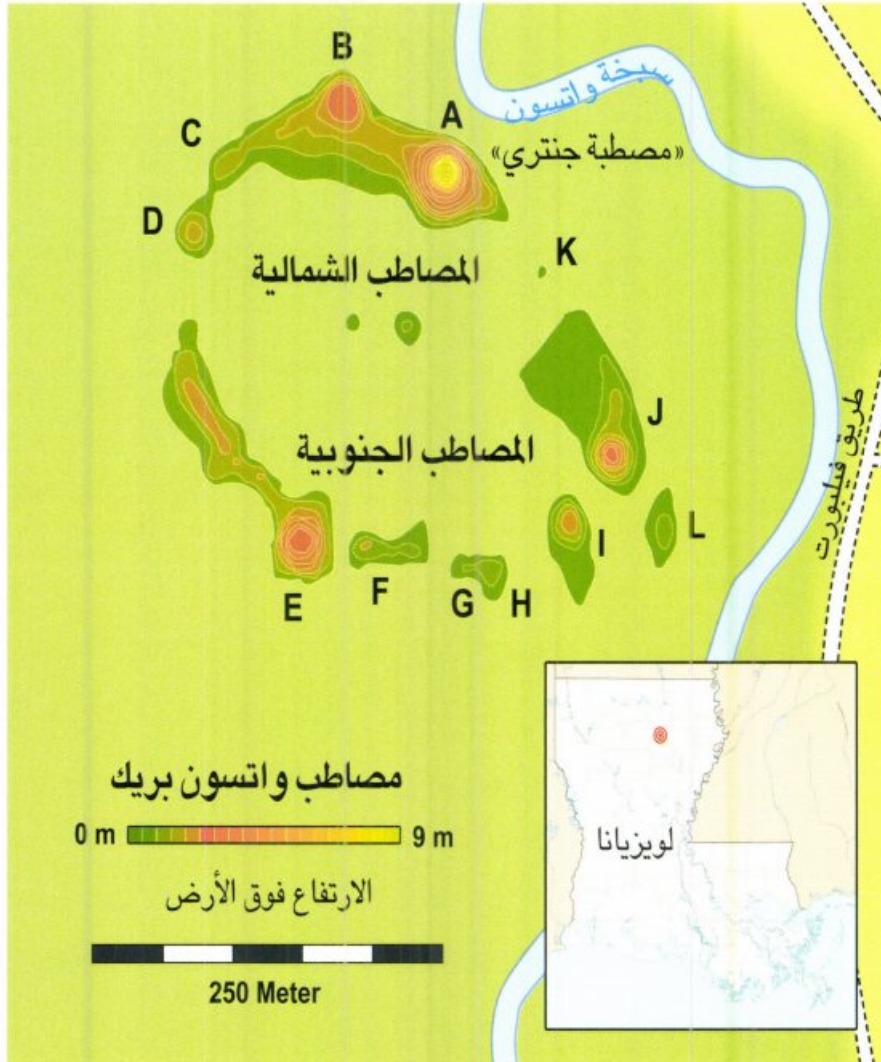 B
سبخة واتسون
A
C
«مصطبة جنتري»
D
K
المصاطب الشمالية
J
طريق فيلبورت
المصاطب الجنوبية
L
I
F
E
G
H
مصاطب واتسون بريك
0 m
9 m
الارتفاع فوق الأرض
250 Meter
لويزيانا